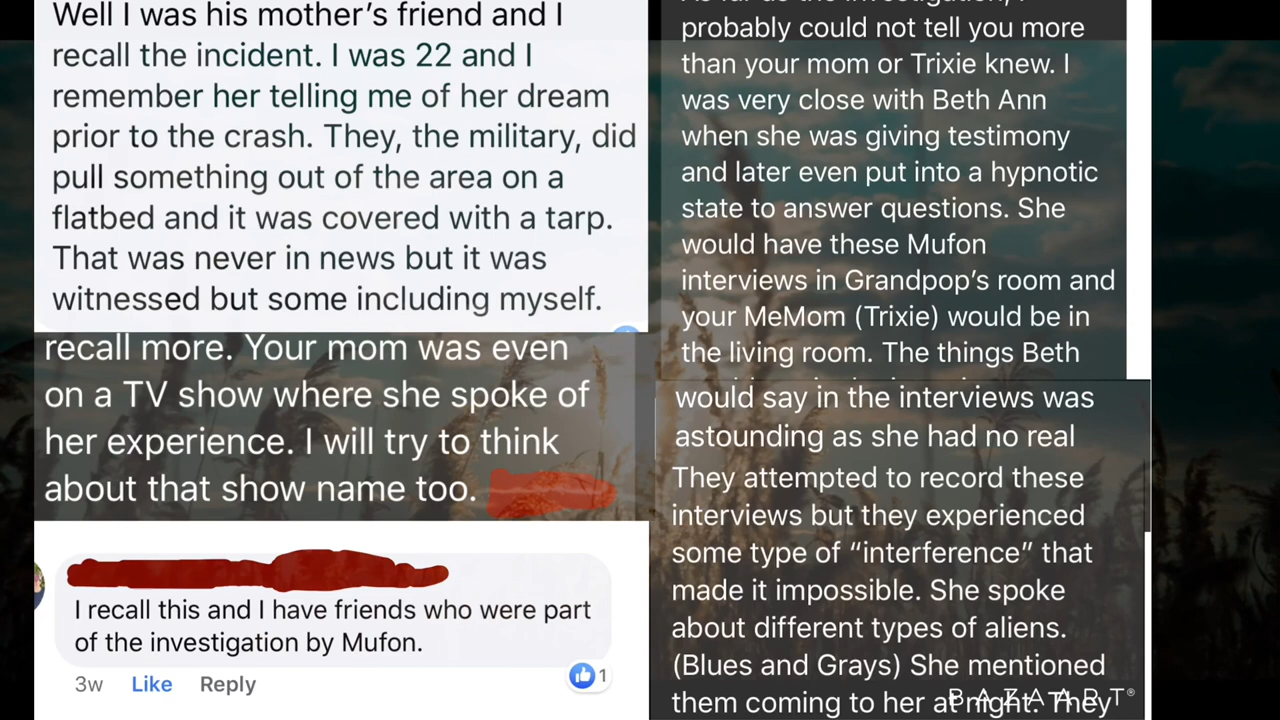 Well I was his mother's friend and I
recall the incident. I was 22 and I
remember her telling me of her dream
prior to the crash. They, the military, did
pull something out of the area on a
flatbed and it was covered with a tarp.
That was never in news but it was
witnessed but some including myself.
recall more. Your mom was even
on a TV show where she spoke of
her experience. I will try to think
about that show name too.
I recall this and I have friends who were part
of the investigation by Mufon.
3w Like Reply
1
probably could not tell you more
than your mom or Trixie knew. I
was very close with Beth Ann
when she was giving testimony
and later even put into a hypnotic
state to answer questions. She
would have these Mufon
interviews in Grandpop's room and
your MeMom (Trixie) would be in
the living room. The things Beth
would say in the interviews was
astounding as she had no real
They attempted to record these
interviews but they experienced
some type of “interference” that
made it impossible. She spoke
about different types of aliens.
(Blues and Grays) She mentioned
them coming to her at night. They
BAZAART®